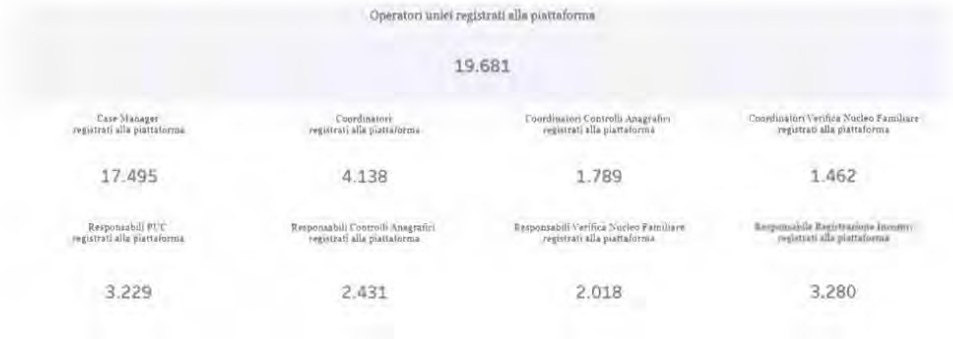 Operatori unici registrati alla piattaforma
19.681
Case Manager
registrati alla piattaforma
Coordinatori
registrati alla piattaforma
Coordinatori Controlli Anagrafici
registrati alla piattaforma
Coordinatori Verifica Nucleo Familiare
registrati alla piattaforma
17.495
4.138
1.789
1.462
Responsabili PUC
registrati alla piattaforma
Responsabili Controlli Anagrafici
registrati alla piattaforma
Responsabili Verifica Nucleo Familiare
registrati alla piattaforma
Responsabile Registrazione Incontri
registrati alla piattaforma
3.229
2.431
2.018
3.280